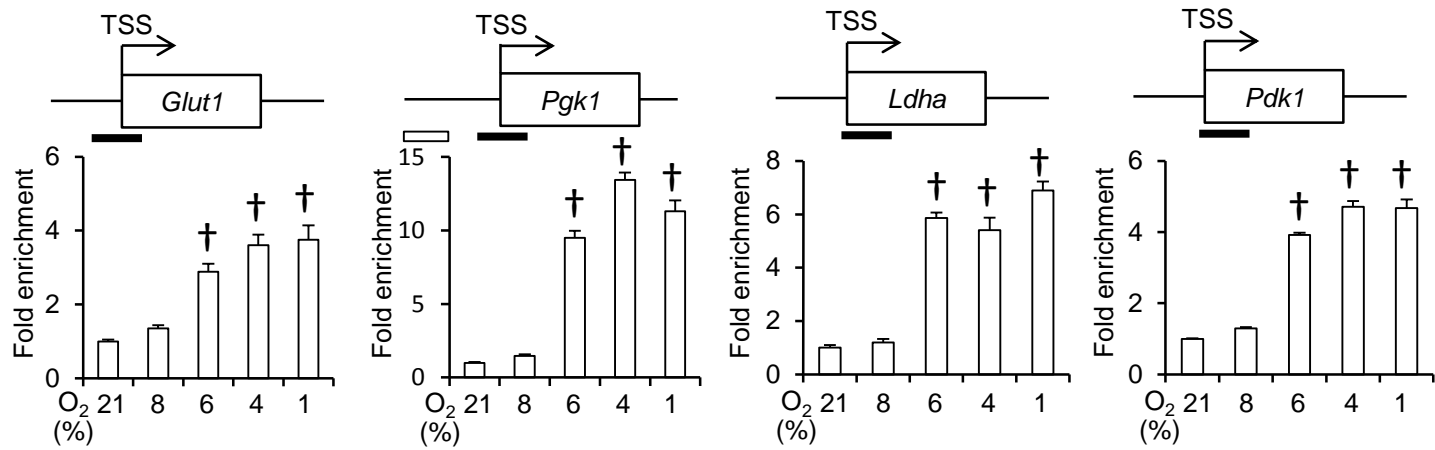 TSS
Glut1
Fold enrichment
6 † † †
4
2
0
O₂ 21 8 6 4 1
(%)
TSS
Pgk1
Fold enrichment
15 † † †
10
5
0
O₂ 21 8 6 4 1
(%)
TSS
Ldha
Fold enrichment
8 † † †
6
4
2
0
O₂ 21 8 6 4 1
(%)
TSS
Pdk1
Fold enrichment
6 † † †
4
2
0
O₂ 21 8 6 4 1
(%)